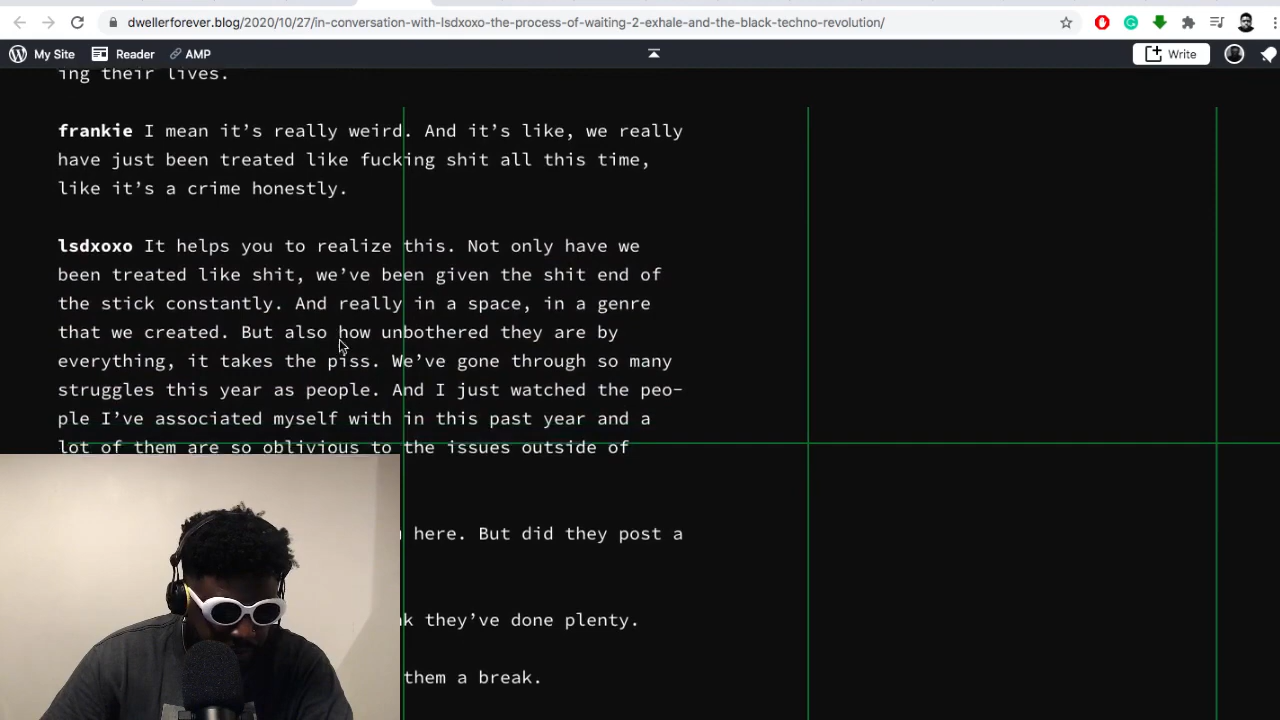 dwellerforever.blog/2020/10/27/in-conversation-with-lsdxoxo-the-process-of-waiting-2-exhale-and-the-black-techno-revolution/
My Site Reader AMP Write
ing their lives.
frankie I mean it's really weird. And it's like, we really
have just been treated like fucking shit all this time,
like it's a crime honestly.
lsdxoxo It helps you to realize this. Not only have we
been treated like shit, we've been given the shit end of
the stick constantly. And really in a space, in a genre
that we created. But also how unbothered they are by
everything, it takes the piss. We've gone through so many
struggles this year as people. And I just watched the peo-
ple I've associated myself with in this past year and a
lot of them are so oblivious to the issues outside of
here. But did they post a
they've done plenty.
them a break.